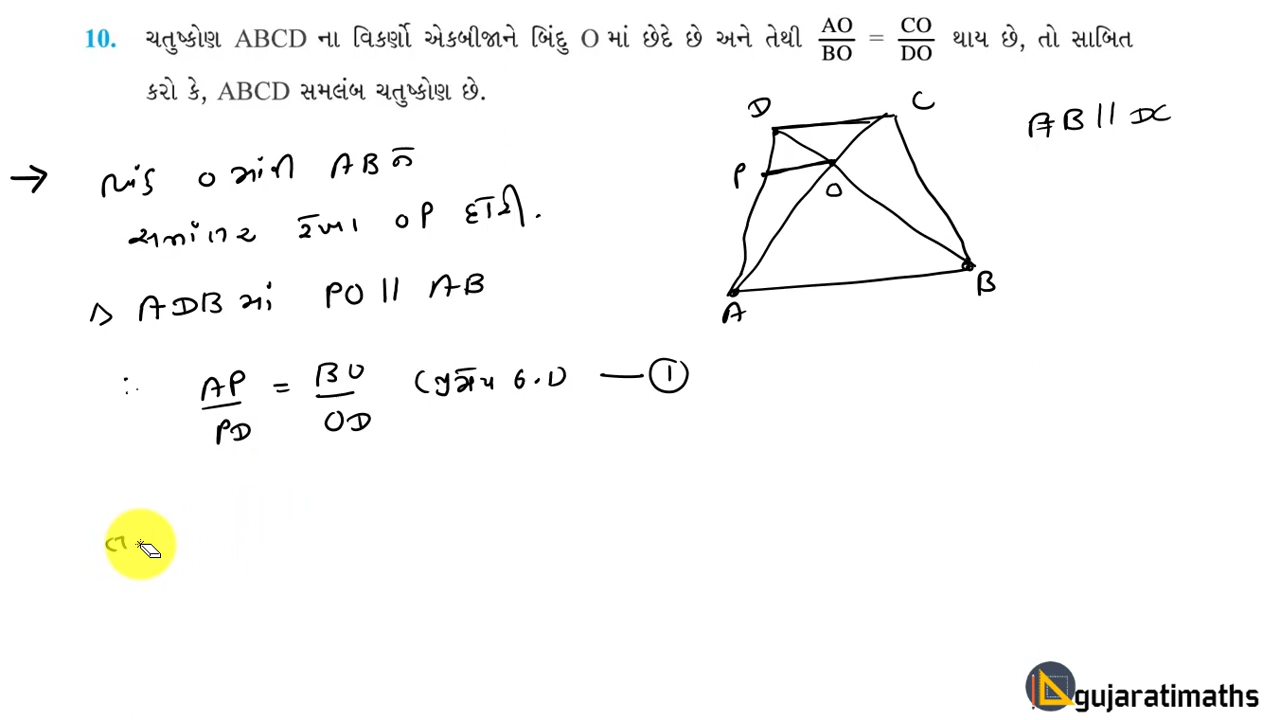 10. ચતુષ્કોણ ABCD ના વિકર્ણો એકબીજાને બિંદુ O માં છેદે છે અને તેથી AO/BO = CO/DO થાય છે, તો સાબિત
કરો કે, ABCD સમલંબ ચતુષ્કોણ છે.
D C
AB || DC
→ O માંથી AB ને
P O
સમાંતર રેખા OP દોરી.
B
A
Δ ADB માં PO || AB
∴ AP/PD = BO/OD (પ્રમેય 6.1) — ①
gujaratimaths